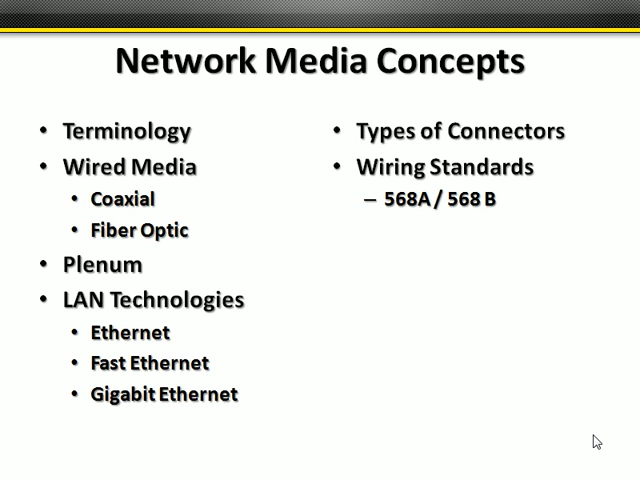 Network Media Concepts
• Terminology
• Wired Media
• Coaxial
• Fiber Optic
• Plenum
• LAN Technologies
• Ethernet
• Fast Ethernet
• Gigabit Ethernet
• Types of Connectors
• Wiring Standards
– 568A / 568 B